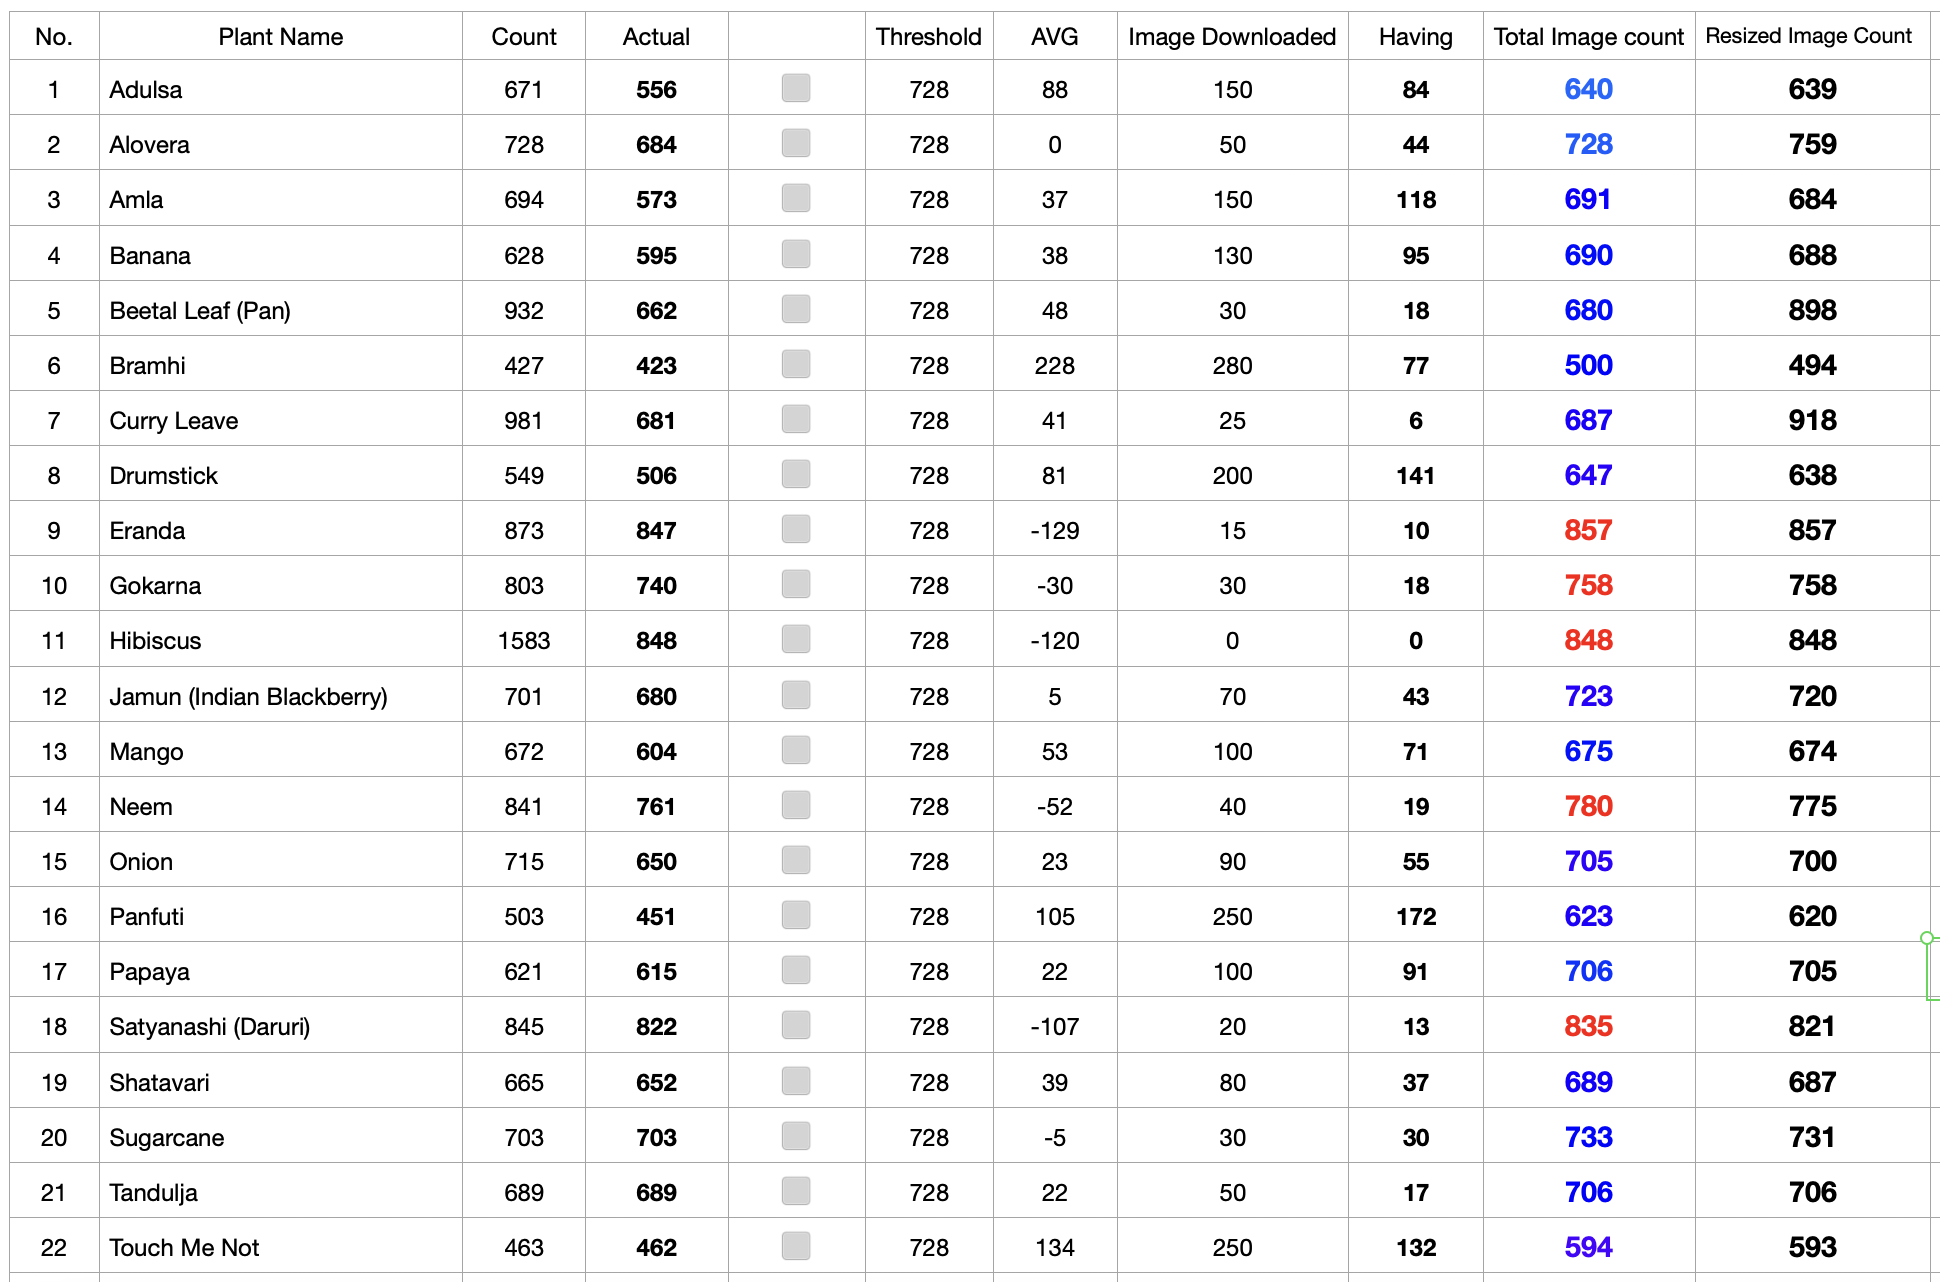 No. Plant Name Count Actual Threshold AVG Image Downloaded Having Total Image count Resized Image Count
1 Adulsa 671 556 728 88 150 84 640 639
2 Alovera 728 684 728 0 50 44 728 759
3 Amla 694 573 728 37 150 118 691 684
4 Banana 628 595 728 38 130 95 690 688
5 Beetal Leaf (Pan) 932 662 728 48 30 18 680 898
6 Bramhi 427 423 728 228 280 77 500 494
7 Curry Leave 981 681 728 41 25 6 687 918
8 Drumstick 549 506 728 81 200 141 647 638
9 Eranda 873 847 728 -129 15 10 857 857
10 Gokarna 803 740 728 -30 30 18 758 758
11 Hibiscus 1583 848 728 -120 0 0 848 848
12 Jamun (Indian Blackberry) 701 680 728 5 70 43 723 720
13 Mango 672 604 728 53 100 71 675 674
14 Neem 841 761 728 -52 40 19 780 775
15 Onion 715 650 728 23 90 55 705 700
16 Panfuti 503 451 728 105 250 172 623 620
17 Papaya 621 615 728 22 100 91 706 705
18 Satyanashi (Daruri) 845 822 728 -107 20 13 835 821
19 Shatavari 665 652 728 39 80 37 689 687
20 Sugarcane 703 703 728 -5 30 30 733 731
21 Tandulja 689 689 728 22 50 17 706 706
22 Touch Me Not 463 462 728 134 250 132 594 593